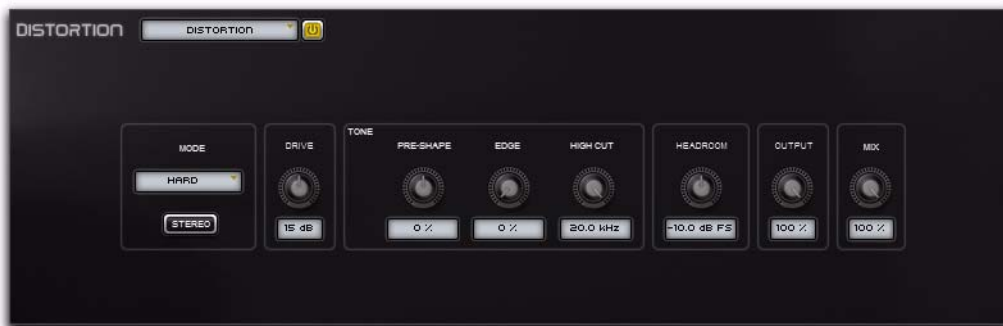 DISTORTION
DISTORTION
MODE
HARD
STEREO
DRIVE
15 dB
TONE
PRE-SHAPE
0 %
EDGE
0 %
HIGH CUT
20.0 kHz
HEADROOM
-10.0 dB FS
OUTPUT
100 %
MIX
100 %